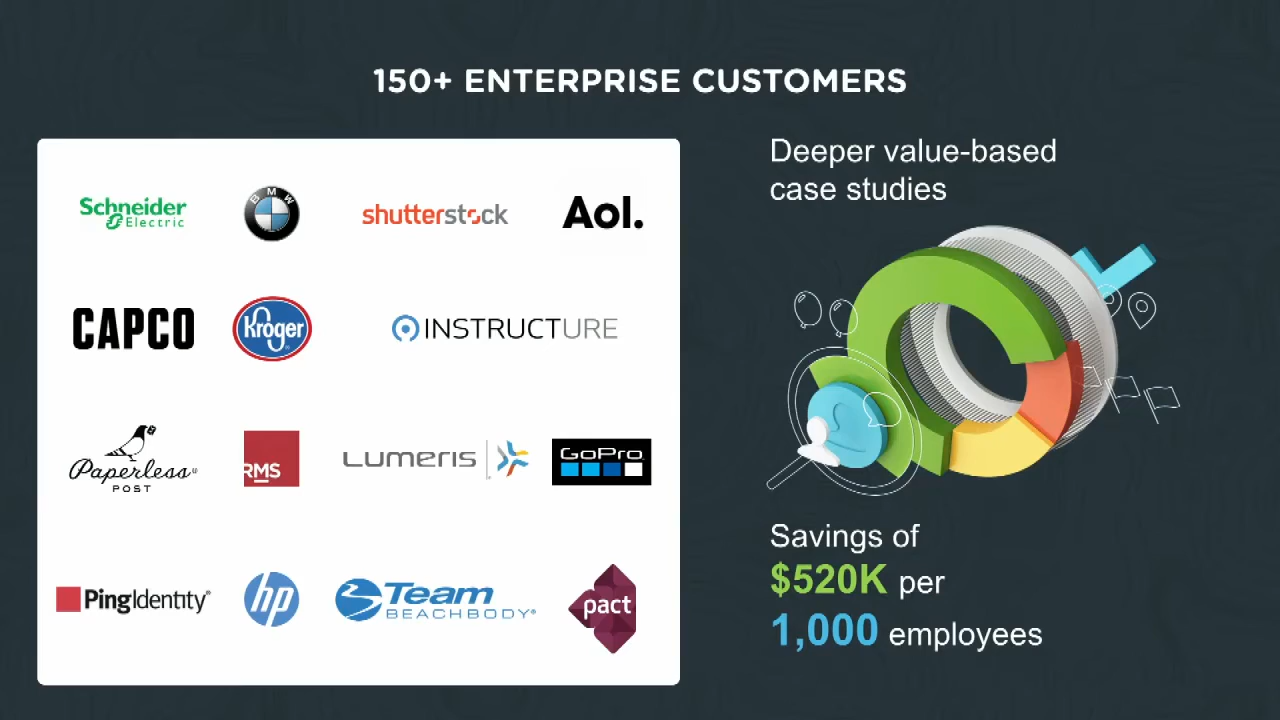 150+ ENTERPRISE CUSTOMERS
Deeper value-based
case studies
Schneider
Electric
BMW
shutterstock
Aol.
CAPCO
Kroger
INSTRUCTURE
Paperless
POST
RMS
LUMERIS
GoPro
PingIdentity®
hp
Team
BEACHBODY®
pact
Savings of
$520K per
1,000 employees